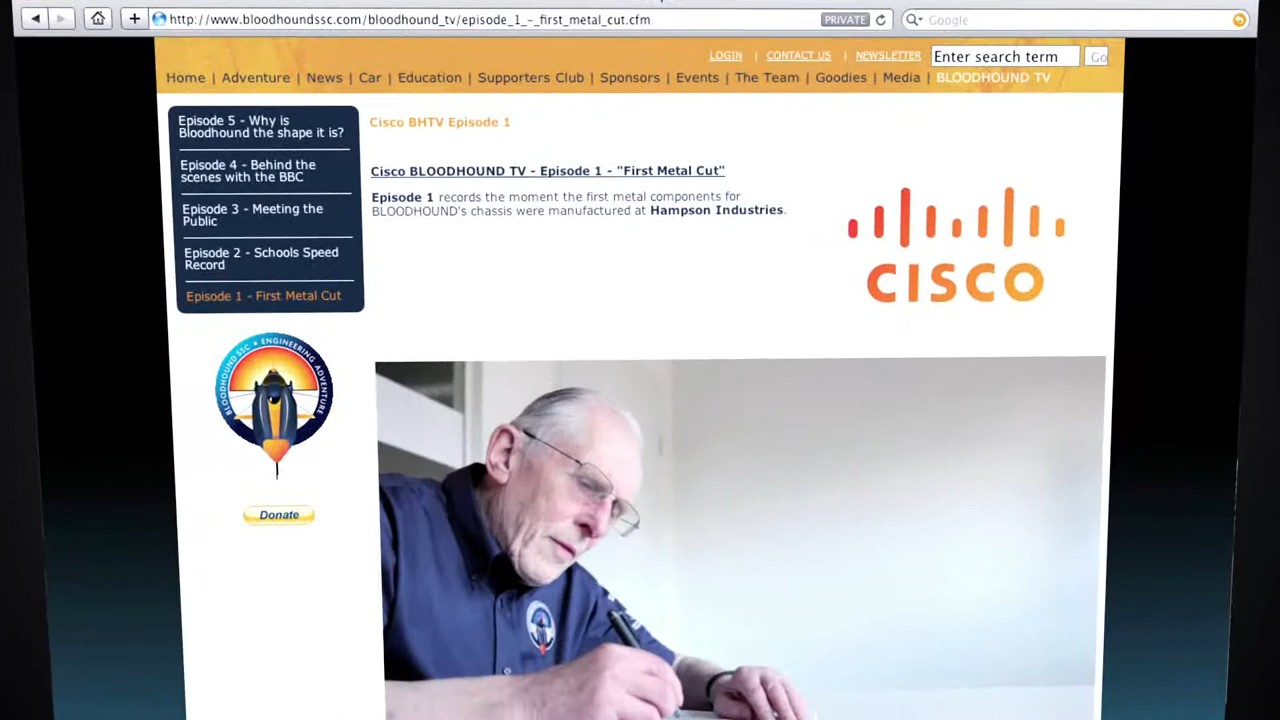 http://www.bloodhoundssc.com/bloodhound_tv/episode_1_-_first_metal_cut.cfm
PRIVATE
Google
LOGIN | CONTACT US | NEWSLETTER
Enter search term
Go
Home | Adventure | News | Car | Education | Supporters Club | Sponsors | Events | The Team | Goodies | Media | BLOODHOUND TV
Episode 5 - Why is
Bloodhound the shape it is?
Episode 4 - Behind the
scenes with the BBC
Episode 3 - Meeting the
Public
Episode 2 - Schools Speed
Record
Episode 1 - First Metal Cut
Cisco BHTV Episode 1
Cisco BLOODHOUND TV - Episode 1 - "First Metal Cut"
Episode 1 records the moment the first metal components for
BLOODHOUND's chassis were manufactured at Hampson Industries.
CISCO
BLOODHOUND SSC • ENGINEERING ADVENTURE
Donate